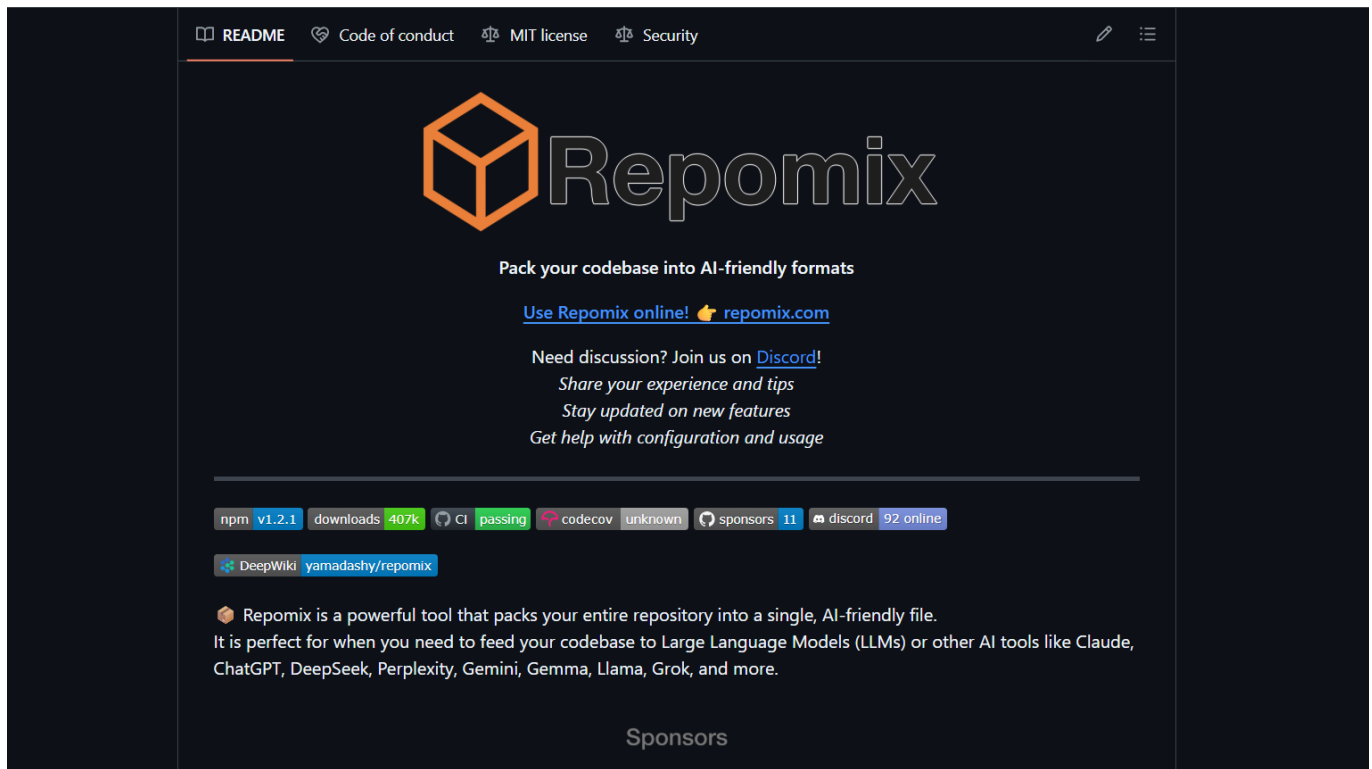 README Code of conduct MIT license Security
Repomix
Pack your codebase into AI-friendly formats
Use Repomix online! 👉 repomix.com
Need discussion? Join us on Discord!
Share your experience and tips
Stay updated on new features
Get help with configuration and usage
npm v1.2.1 downloads 407k CI passing codecov unknown sponsors 11 discord 92 online
DeepWiki yamadashy/repomix
📦 Repomix is a powerful tool that packs your entire repository into a single, AI-friendly file.
It is perfect for when you need to feed your codebase to Large Language Models (LLMs) or other AI tools like Claude,
ChatGPT, DeepSeek, Perplexity, Gemini, Gemma, Llama, Grok, and more.
Sponsors